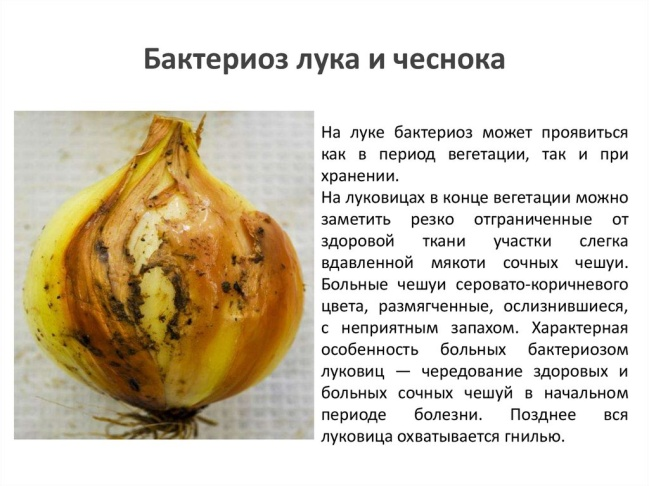 Бактериоз лука и чеснока
На луке бактериоз может проявиться
как в период вегетации, так и при
хранении.
На луковицах в конце вегетации можно
заметить резко отграниченные от
здоровой ткани участки слегка
вдавленной мякоти сочных чешуи.
Больные чешуи серовато-коричневого
цвета, размягченные, ослизнившиеся,
с неприятным запахом. Характерная
особенность больных бактериозом
луковиц — чередование здоровых и
больных сочных чешуй в начальном
периоде болезни. Позднее вся
луковица охватывается гнилью.